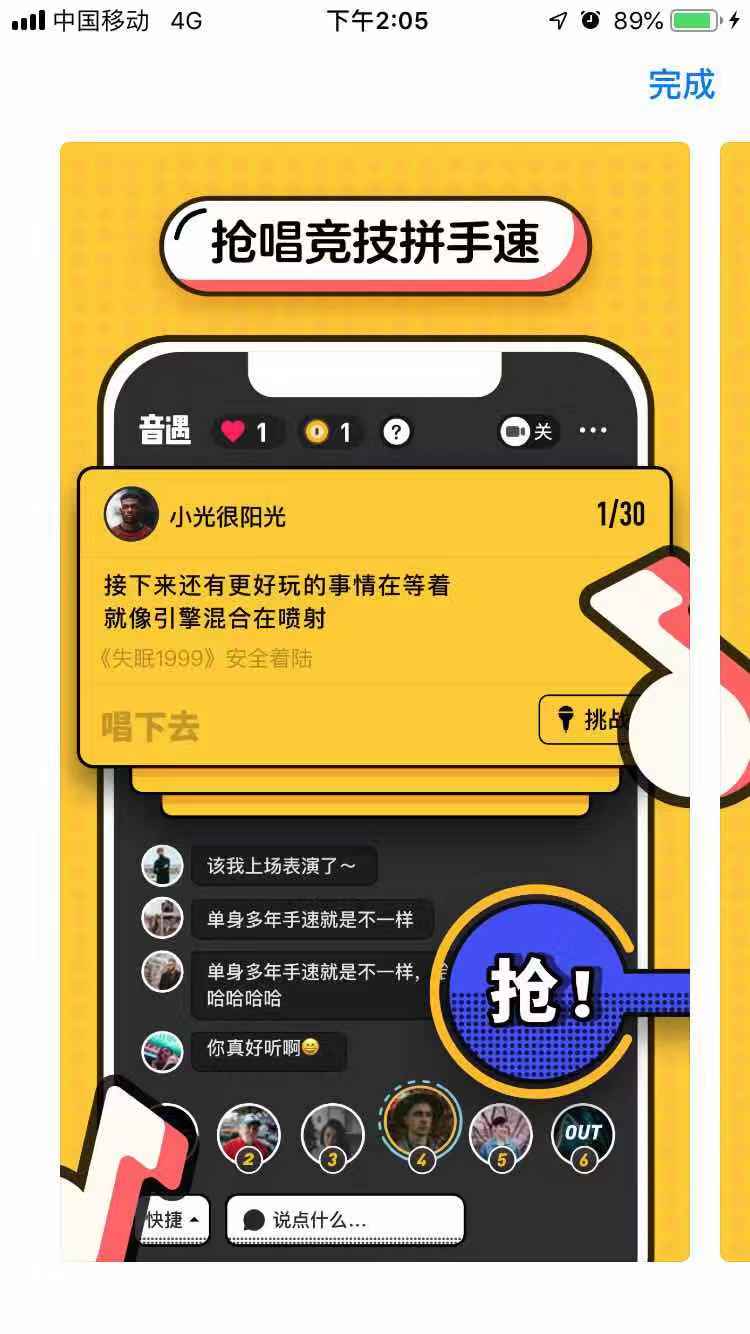 中国移动 4G 下午2:05 89%
完成
抢唱竞技拼手速
音遇 1 1 ? 关
小光很阳光 1/30
接下来还有更好玩的事情在等着
就像引擎混合在喷射
《失眠1999》安全着陆
唱下去 挑战
该我上场表演了～
单身多年手速就是不一样
单身多年手速就是不一样，
哈哈哈哈
抢！
你真好听啊😄
2 3 4 5 OUT 6
快捷 说点什么...